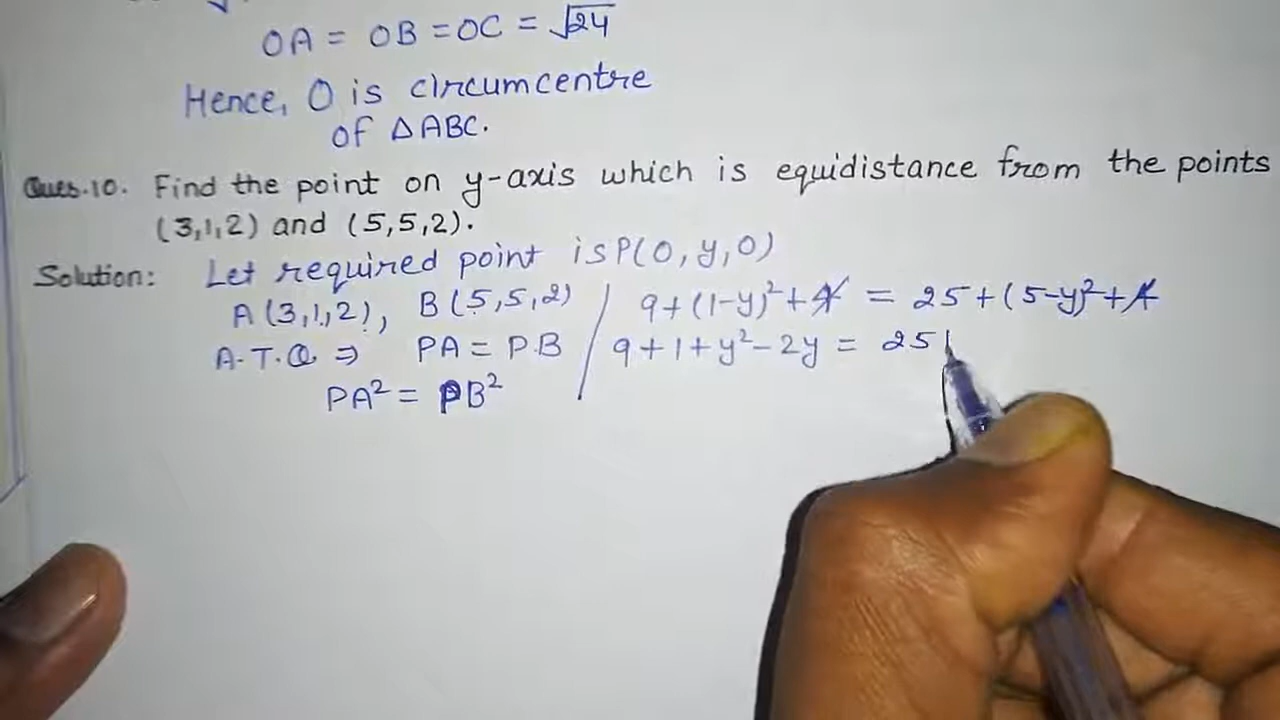 OA = OB = OC = √24
Hence, O is circumcentre
of △ABC.
Ques.10. Find the point on y-axis which is equidistance from the points
(3,1,2) and (5,5,2).
Solution: Let required point is P(0, y, 0)
A(3,1,2), B(5,5,2) / 9+(1-y)²+4 = 25+(5-y)²+4
A.T.Q ⇒ PA = PB / 9+1+y²-2y = 25
PA² = PB²